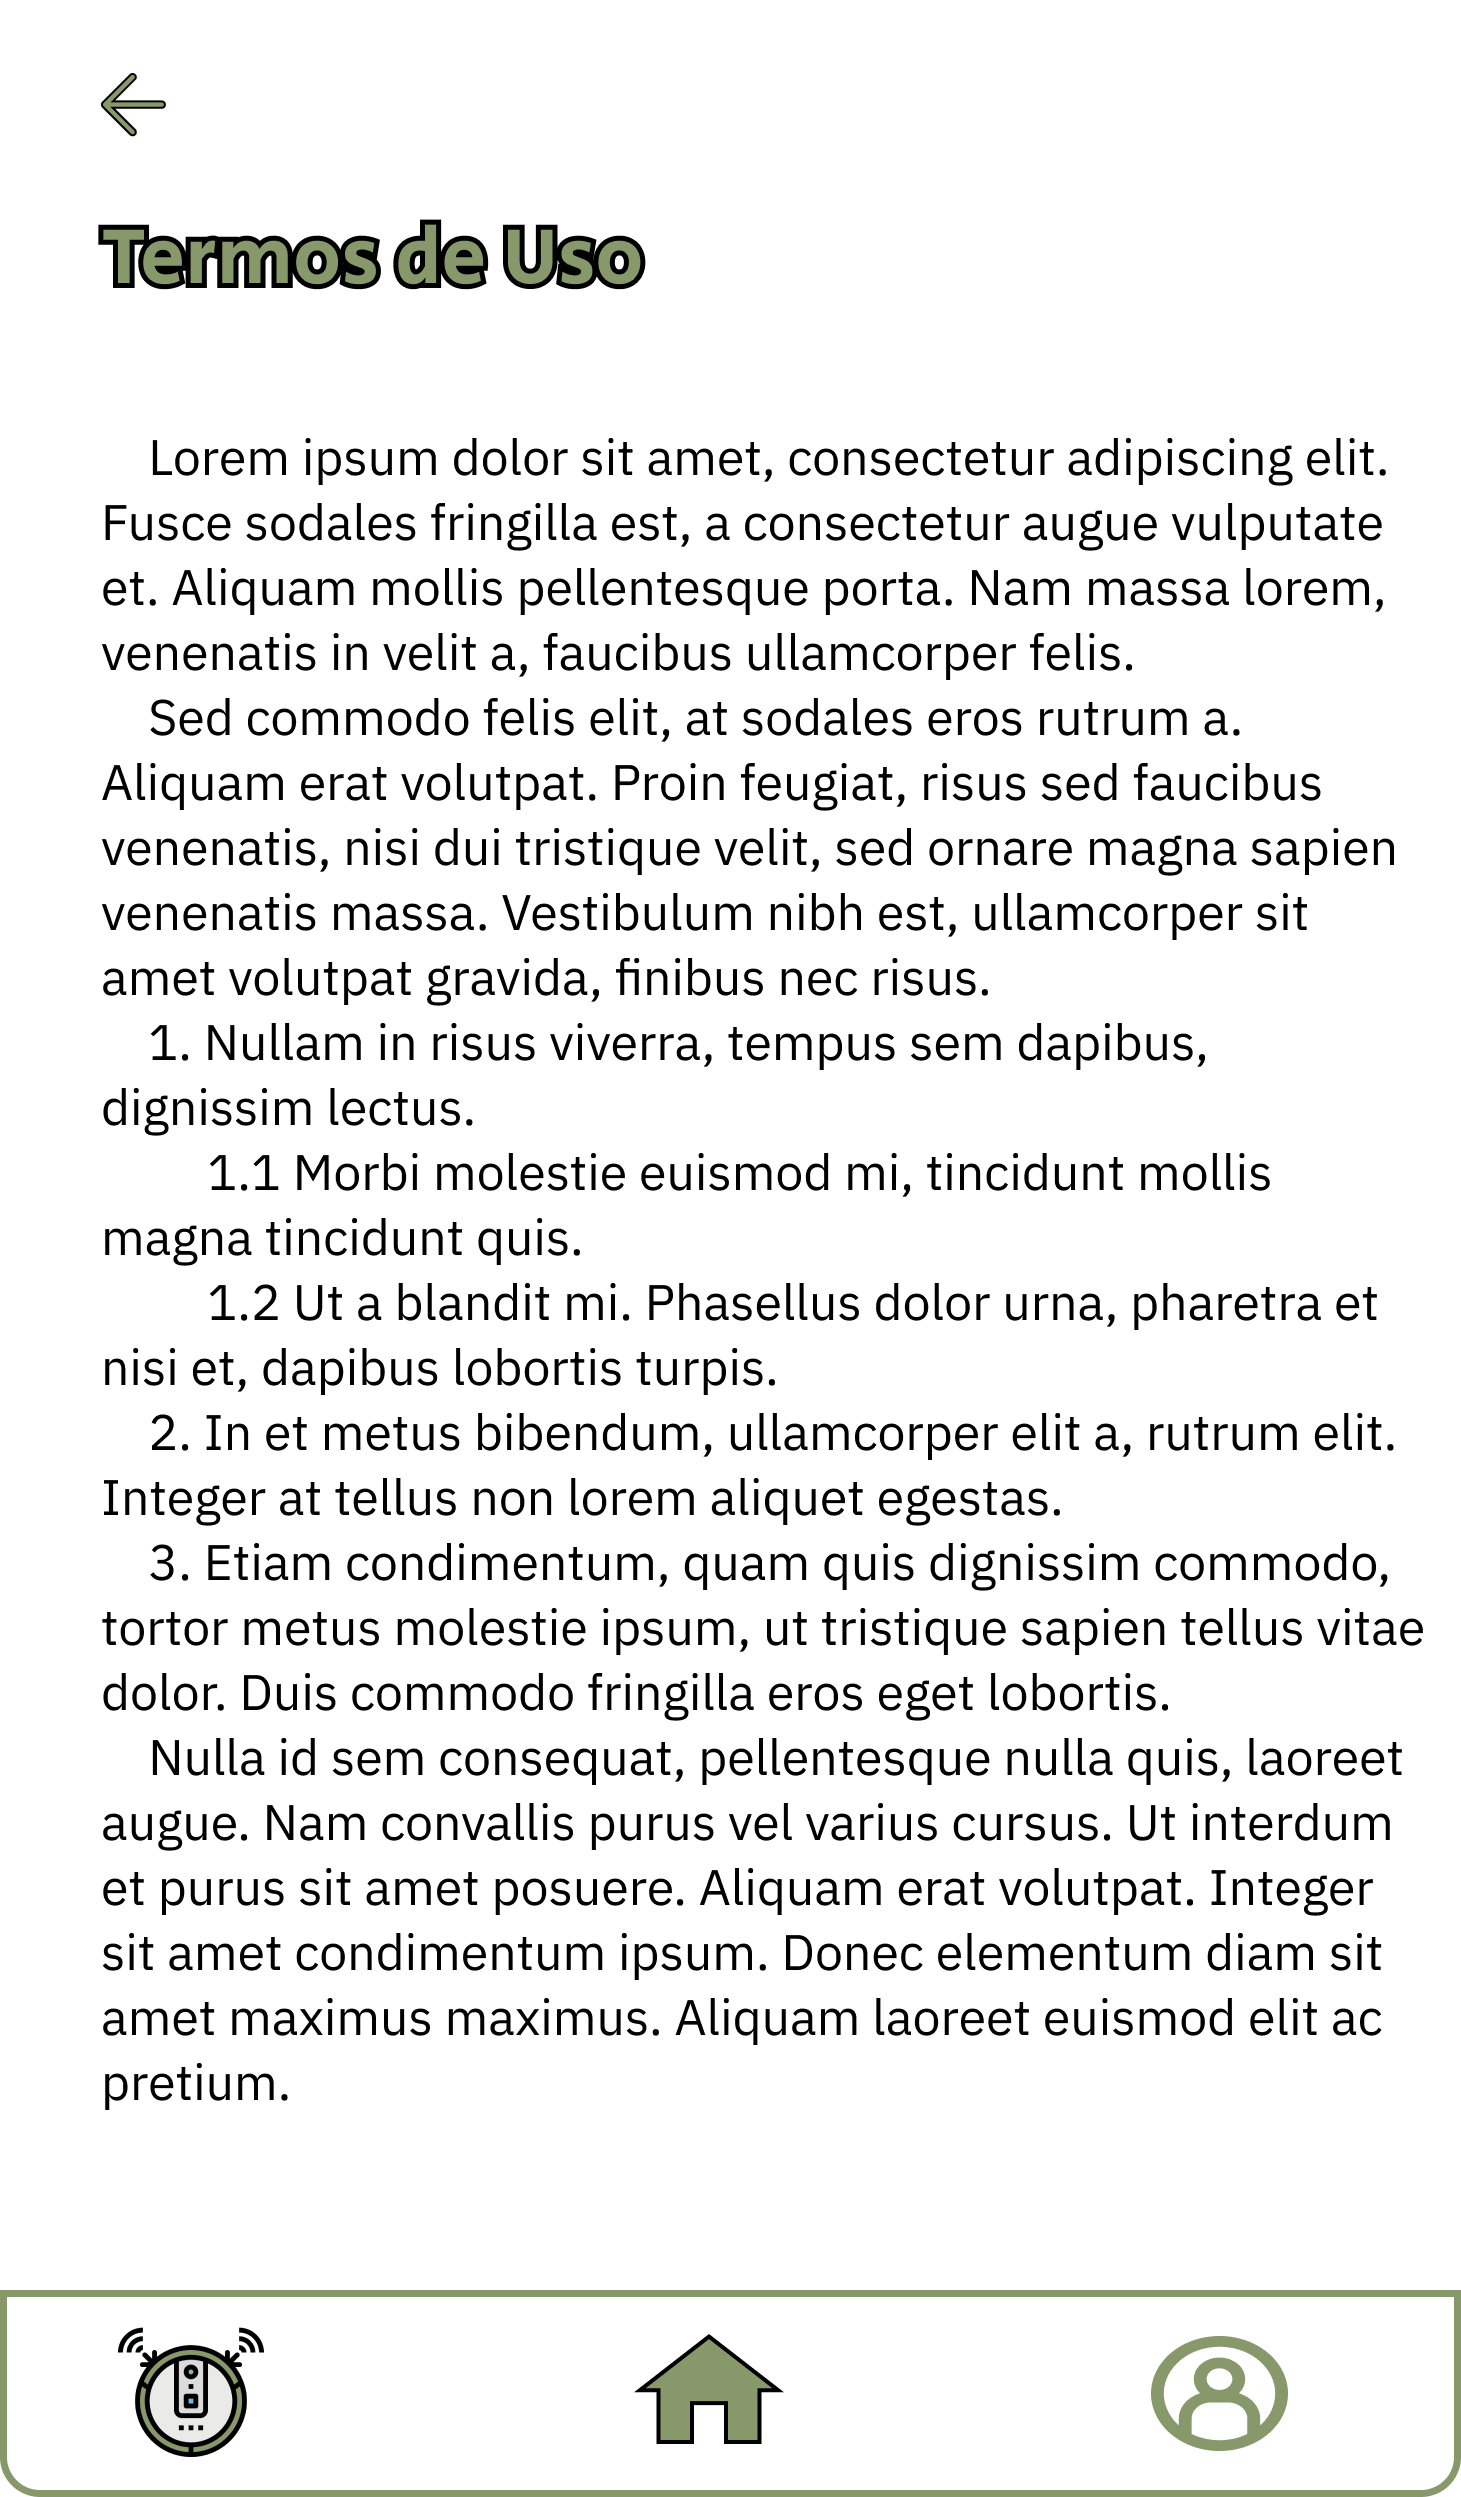 Termos de Uso
Lorem ipsum dolor sit amet, consectetur adipiscing elit.
Fusce sodales fringilla est, a consectetur augue vulputate
et. Aliquam mollis pellentesque porta. Nam massa lorem,
venenatis in velit a, faucibus ullamcorper felis.
Sed commodo felis elit, at sodales eros rutrum a.
Aliquam erat volutpat. Proin feugiat, risus sed faucibus
venenatis, nisi dui tristique velit, sed ornare magna sapien
venenatis massa. Vestibulum nibh est, ullamcorper sit
amet volutpat gravida, finibus nec risus.
1. Nullam in risus viverra, tempus sem dapibus,
dignissim lectus.
1.1 Morbi molestie euismod mi, tincidunt mollis
magna tincidunt quis.
1.2 Ut a blandit mi. Phasellus dolor urna, pharetra et
nisi et, dapibus lobortis turpis.
2. In et metus bibendum, ullamcorper elit a, rutrum elit.
Integer at tellus non lorem aliquet egestas.
3. Etiam condimentum, quam quis dignissim commodo,
tortor metus molestie ipsum, ut tristique sapien tellus vitae
dolor. Duis commodo fringilla eros eget lobortis.
Nulla id sem consequat, pellentesque nulla quis, laoreet
augue. Nam convallis purus vel varius cursus. Ut interdum
et purus sit amet posuere. Aliquam erat volutpat. Integer
sit amet condimentum ipsum. Donec elementum diam sit
amet maximus maximus. Aliquam laoreet euismod elit ac
pretium.